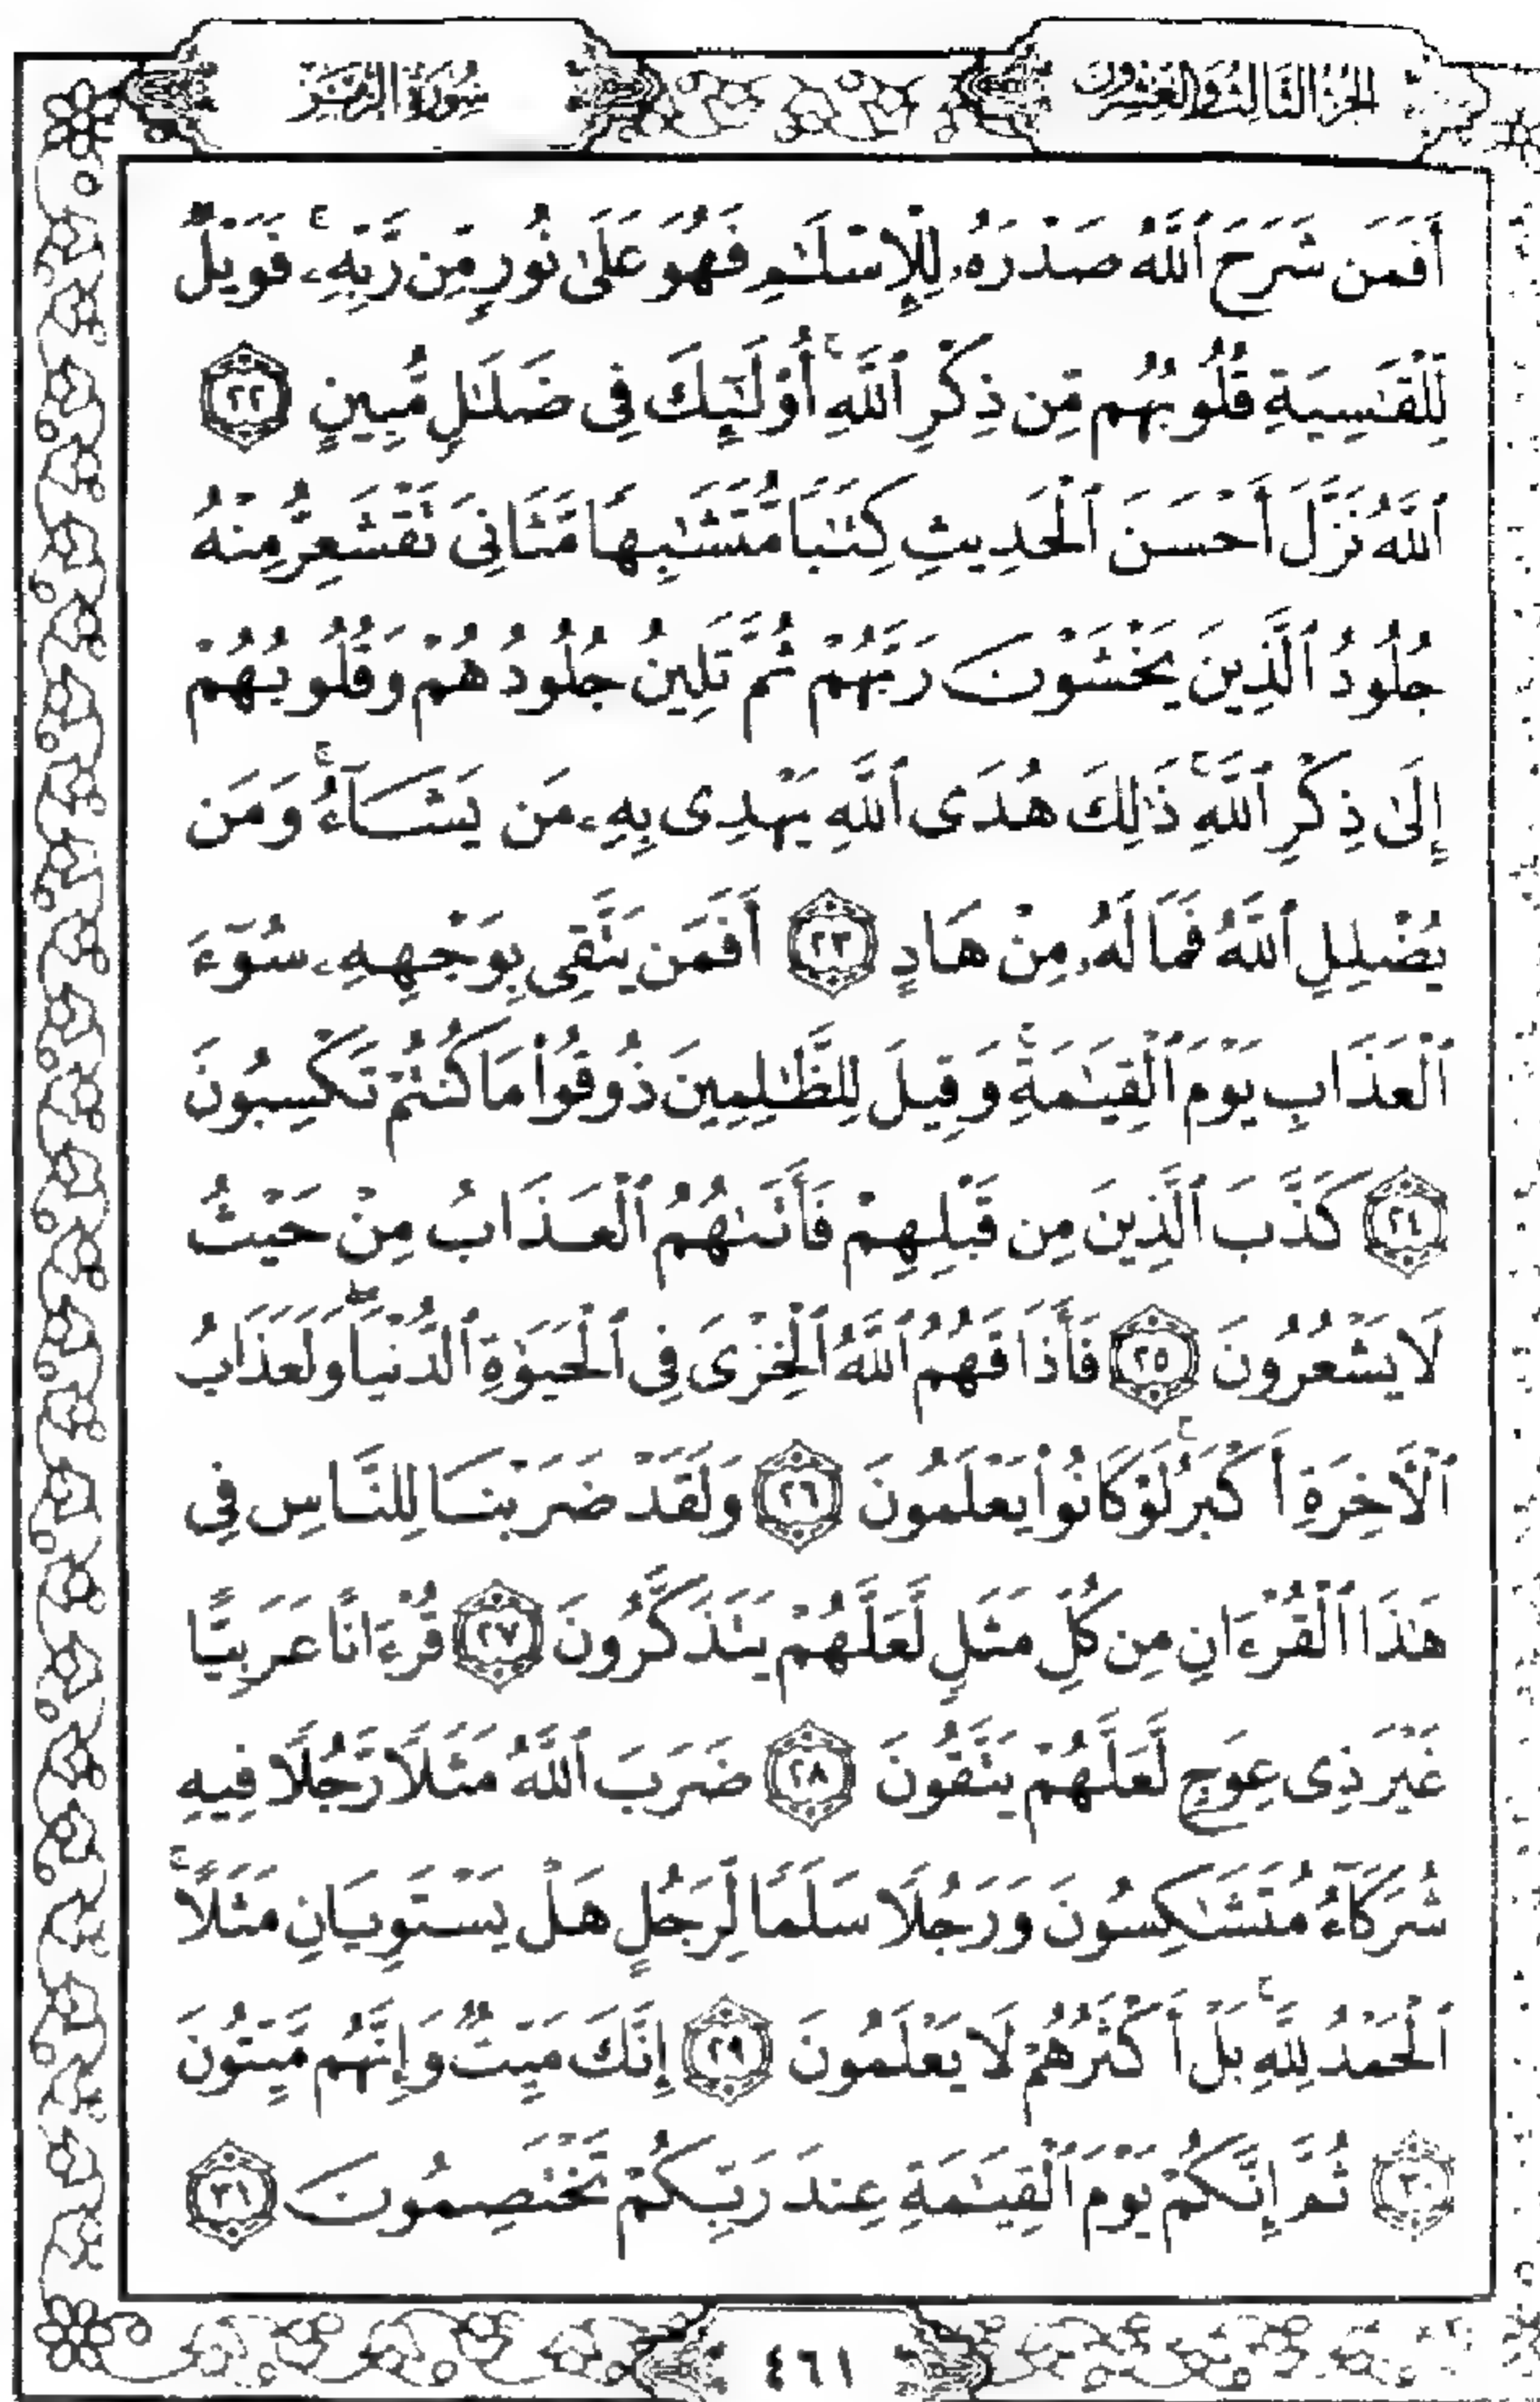 الجزء الثالث والعشرون
سورة الزمر
أَفَمَن شَرَحَ ٱللَّهُ صَدْرَهُۥ لِلْإِسْلَـٰمِ فَهُوَ عَلَىٰ نُورٍ مِّن رَّبِّهِۦ ۚ فَوَيْلٌ
لِّلْقَـٰسِيَةِ قُلُوبُهُم مِّن ذِكْرِ ٱللَّهِ ۚ أُو۟لَـٰٓئِكَ فِى ضَلَـٰلٍ مُّبِينٍ ٢٢
ٱللَّهُ نَزَّلَ أَحْسَنَ ٱلْحَدِيثِ كِتَـٰبًا مُّتَشَـٰبِهًا مَّثَانِىَ تَقْشَعِرُّ مِنْهُ
جُلُودُ ٱلَّذِينَ يَخْشَوْنَ رَبَّهُمْ ثُمَّ تَلِينُ جُلُودُهُمْ وَقُلُوبُهُمْ
إِلَىٰ ذِكْرِ ٱللَّهِ ۚ ذَٰلِكَ هُدَى ٱللَّهِ يَهْدِى بِهِۦ مَن يَشَآءُ ۚ وَمَن
يُضْلِلِ ٱللَّهُ فَمَا لَهُۥ مِنْ هَادٍ ٢٣ أَفَمَن يَتَّقِى بِوَجْهِهِۦ سُوٓءَ
ٱلْعَذَابِ يَوْمَ ٱلْقِيَـٰمَةِ ۚ وَقِيلَ لِلظَّـٰلِمِينَ ذُوقُوا۟ مَا كُنتُمْ تَكْسِبُونَ
٢٤ كَذَّبَ ٱلَّذِينَ مِن قَبْلِهِمْ فَأَتَىٰهُمُ ٱلْعَذَابُ مِنْ حَيْثُ
لَا يَشْعُرُونَ ٢٥ فَأَذَاقَهُمُ ٱللَّهُ ٱلْخِزْىَ فِى ٱلْحَيَوٰةِ ٱلدُّنْيَا ۖ وَلَعَذَابُ
ٱلْـَٔاخِرَةِ أَكْبَرُ ۚ لَوْ كَانُوا۟ يَعْلَمُونَ ٢٦ وَلَقَدْ ضَرَبْنَا لِلنَّاسِ فِى
هَـٰذَا ٱلْقُرْءَانِ مِن كُلِّ مَثَلٍ لَّعَلَّهُمْ يَتَذَكَّرُونَ ٢٧ قُرْءَانًا عَرَبِيًّا
غَيْرَ ذِى عِوَجٍ لَّعَلَّهُمْ يَتَّقُونَ ٢٨ ضَرَبَ ٱللَّهُ مَثَلًا رَّجُلًا فِيهِ
شُرَكَآءُ مُتَشَـٰكِسُونَ وَرَجُلًا سَلَمًا لِّرَجُلٍ هَلْ يَسْتَوِيَانِ مَثَلًا ۚ
ٱلْحَمْدُ لِلَّهِ ۚ بَلْ أَكْثَرُهُمْ لَا يَعْلَمُونَ ٢٩ إِنَّكَ مَيِّتٌ وَإِنَّهُم مَّيِّتُونَ
٣٠ ثُمَّ إِنَّكُمْ يَوْمَ ٱلْقِيَـٰمَةِ عِندَ رَبِّكُمْ تَخْتَصِمُونَ ٣١
٤٦١